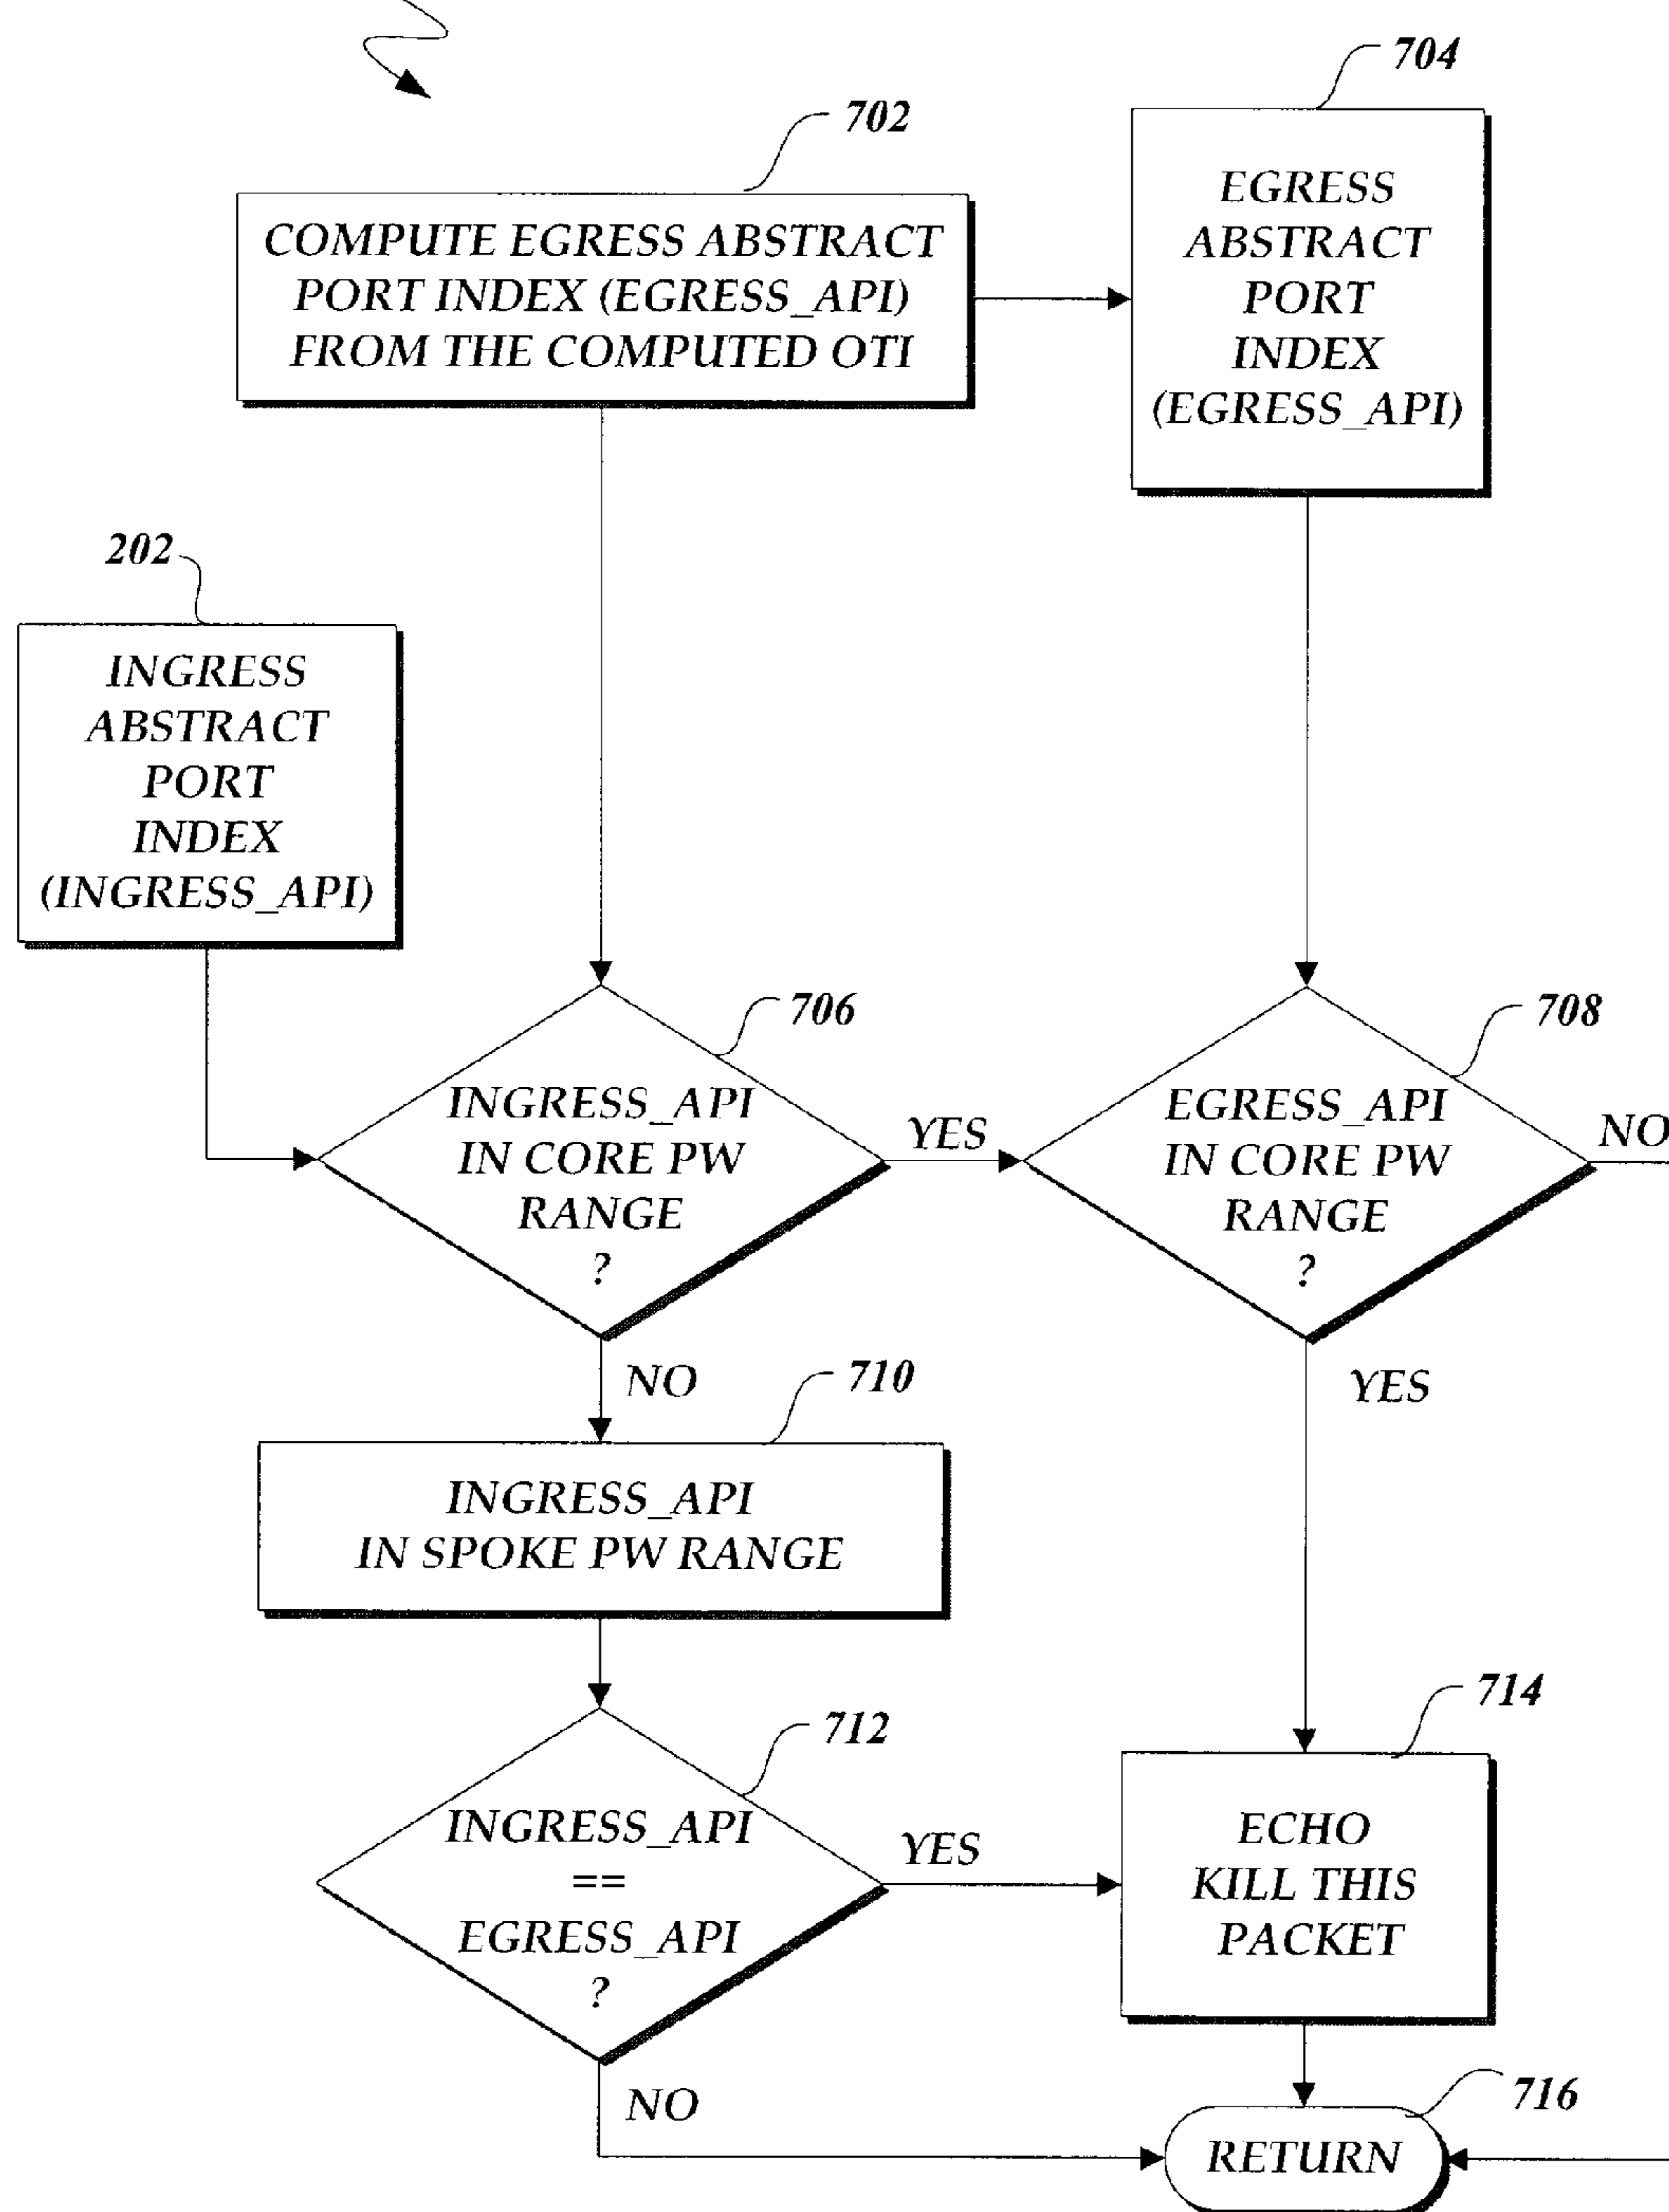 704
702
EGRESS
ABSTRACT
PORT
INDEX
(EGRESS_API)
COMPUTE EGRESS ABSTRACT
PORT INDEX (EGRESS_API)
FROM THE COMPUTED OTI
202
INGRESS
ABSTRACT
PORT
INDEX
(INGRESS_API)
706
INGRESS_API
IN CORE PW
RANGE
?
YES
708
EGRESS_API
IN CORE PW
RANGE
?
NO
NO
YES
710
INGRESS_API
IN SPOKE PW RANGE
712
INGRESS_API
==
EGRESS_API
?
YES
714
ECHO
KILL THIS
PACKET
NO
716
RETURN